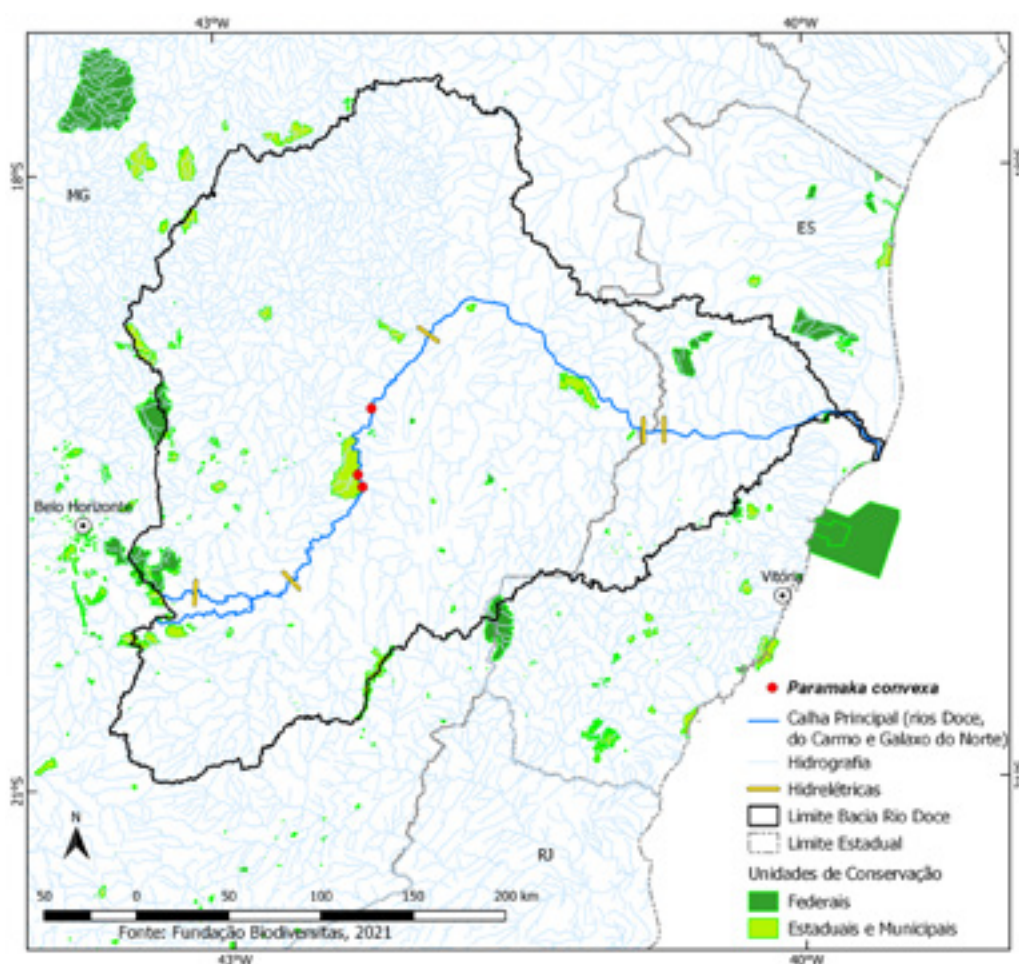 43°W
40°W
18°S
MG
ES
Belo Horizonte
Vitória
Paramaka convexa
Calha Principal (rios Doce,
do Carmo e Galaxo do Norte)
Hidrografia
Hidrelétricas
Limite Bacia Rio Doce
Limite Estadual
Unidades de Conservação
Federais
Estaduais e Municipais
21°S
N
RJ
50 0 50 100 150 200 km
Fonte: Fundação Biodiversitas, 2021
43°W
40°W